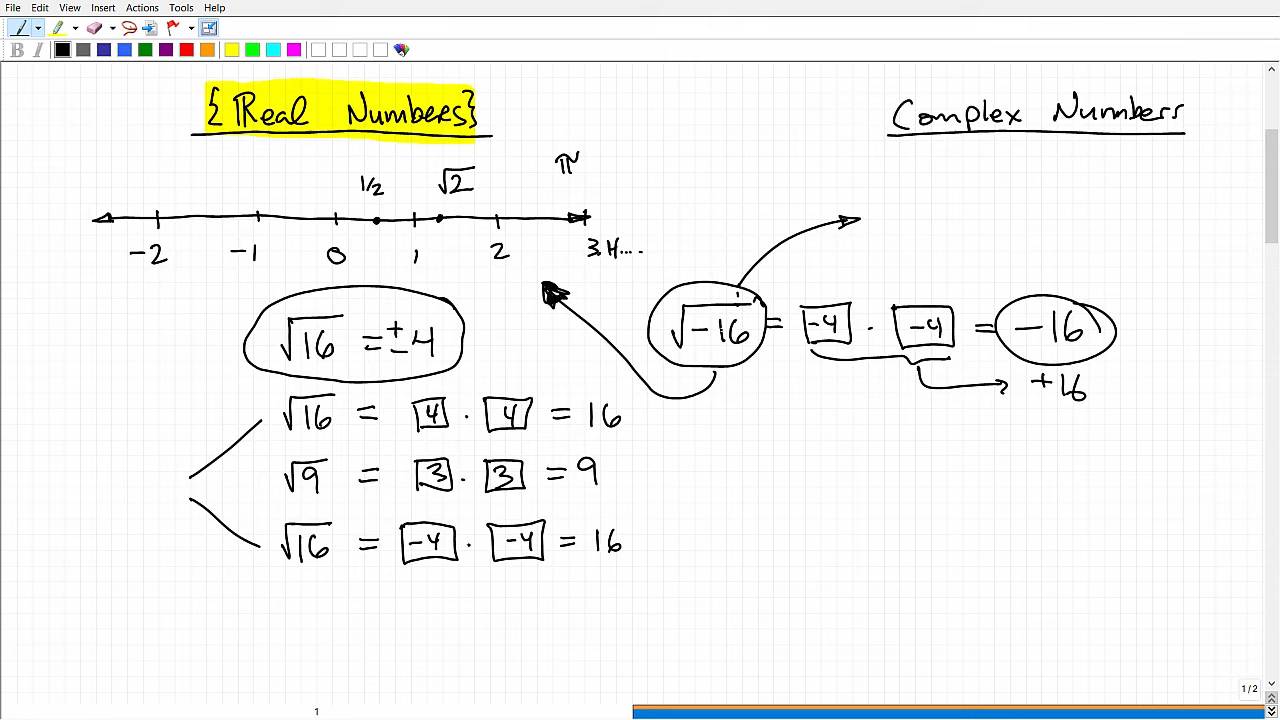 File Edit View Insert Actions Tools Help
B I
{Real Numbers}
Complex Numbers
π
1/2 √2
-2 -1 0 1 2 3.14....
√16 = ±4
√-16 = -4 · -4 = -16
+16
√16 = 4 · 4 = 16
√9 = 3 · 3 = 9
√16 = -4 · -4 = 16
1/2
1